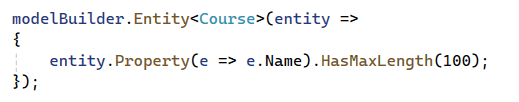 modelBuilder.Entity<Course>(entity =>
{
    entity.Property(e => e.Name).HasMaxLength(100);
});